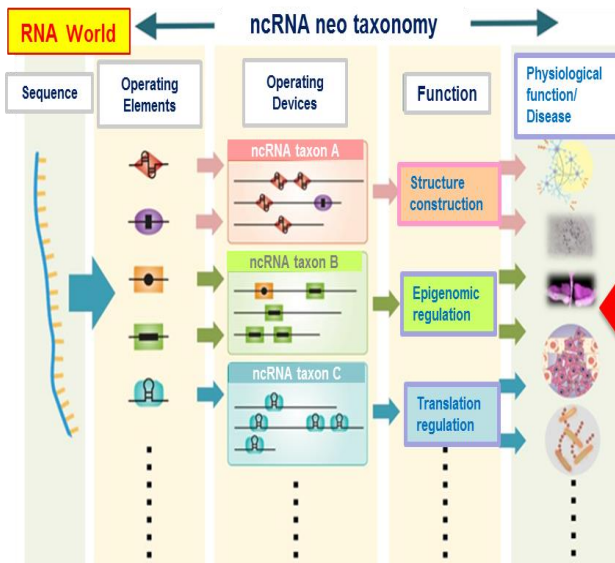 RNA World
ncRNA neo taxonomy
Sequence
Operating
Elements
Operating
Devices
Function
Physiological
function/
Disease
ncRNA taxon A
Structure
construction
ncRNA taxon B
Epigenomic
regulation
ncRNA taxon C
Translation
regulation